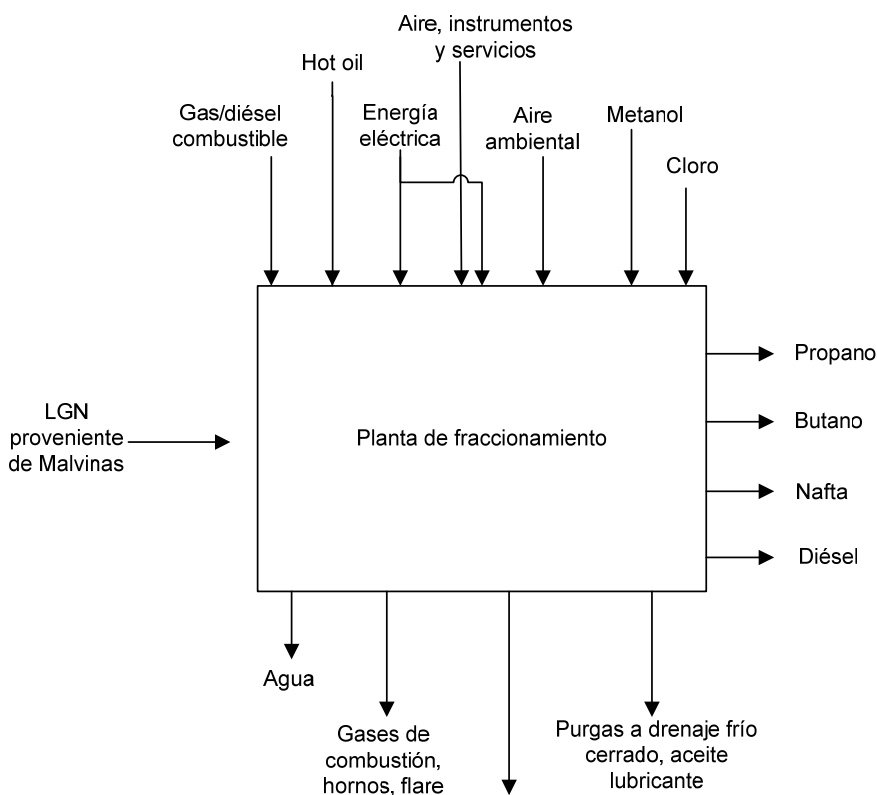 Aire, instrumentos
y servicios
Hot oil
Gas/diésel
combustible
Energía
eléctrica
Aire
ambiental
Metanol
Cloro
Propano
Butano
Nafta
Diésel
LGN
proveniente
de Malvinas
Planta de fraccionamiento
Agua
Gases de
combustión,
hornos, flare
Purgas a drenaje frío
cerrado, aceite
lubricante